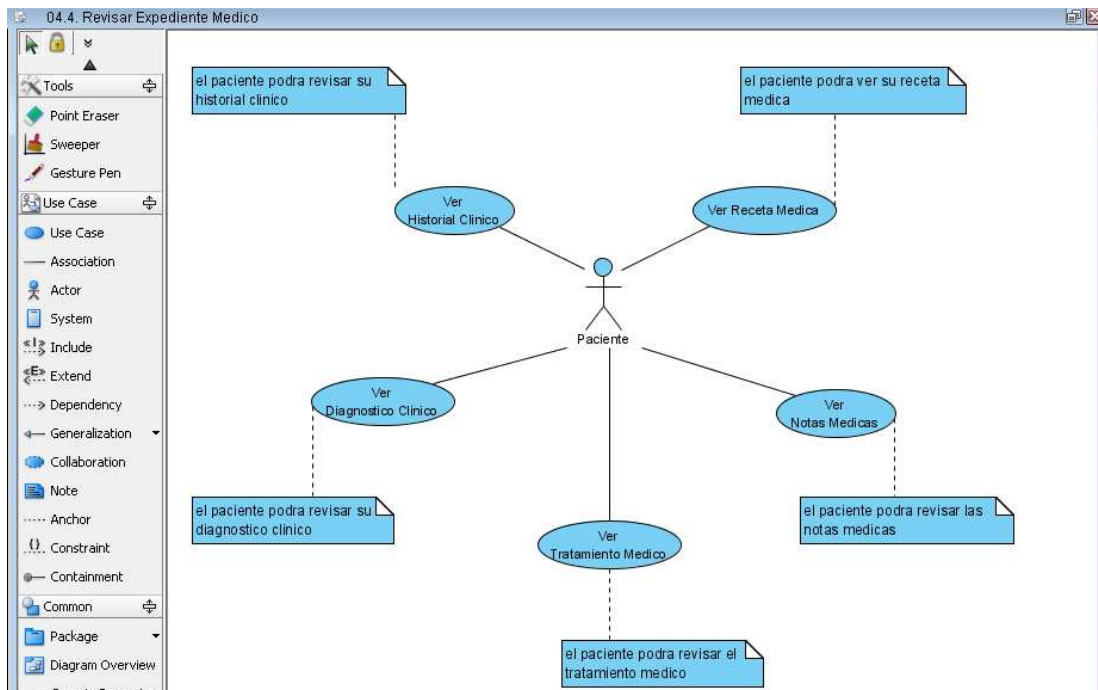 04.4. Revisar Expediente Medico
Tools
Point Eraser
Sweeper
Gesture Pen
Use Case
Use Case
Association
Actor
System
Include
Extend
Dependency
Generalization
Collaboration
Note
Anchor
Constraint
Containment
Common
Package
Diagram Overview
el paciente podra revisar su
historial clinico
el paciente podra ver su receta
medica
Ver
Historial Clinico
Ver Receta Medica
Paciente
Ver
Diagnostico Clinico
Ver
Notas Medicas
el paciente podra revisar su
diagnostico clinico
el paciente podra revisar las
notas medicas
Ver
Tratamiento Medico
el paciente podra revisar el
tratamiento medico